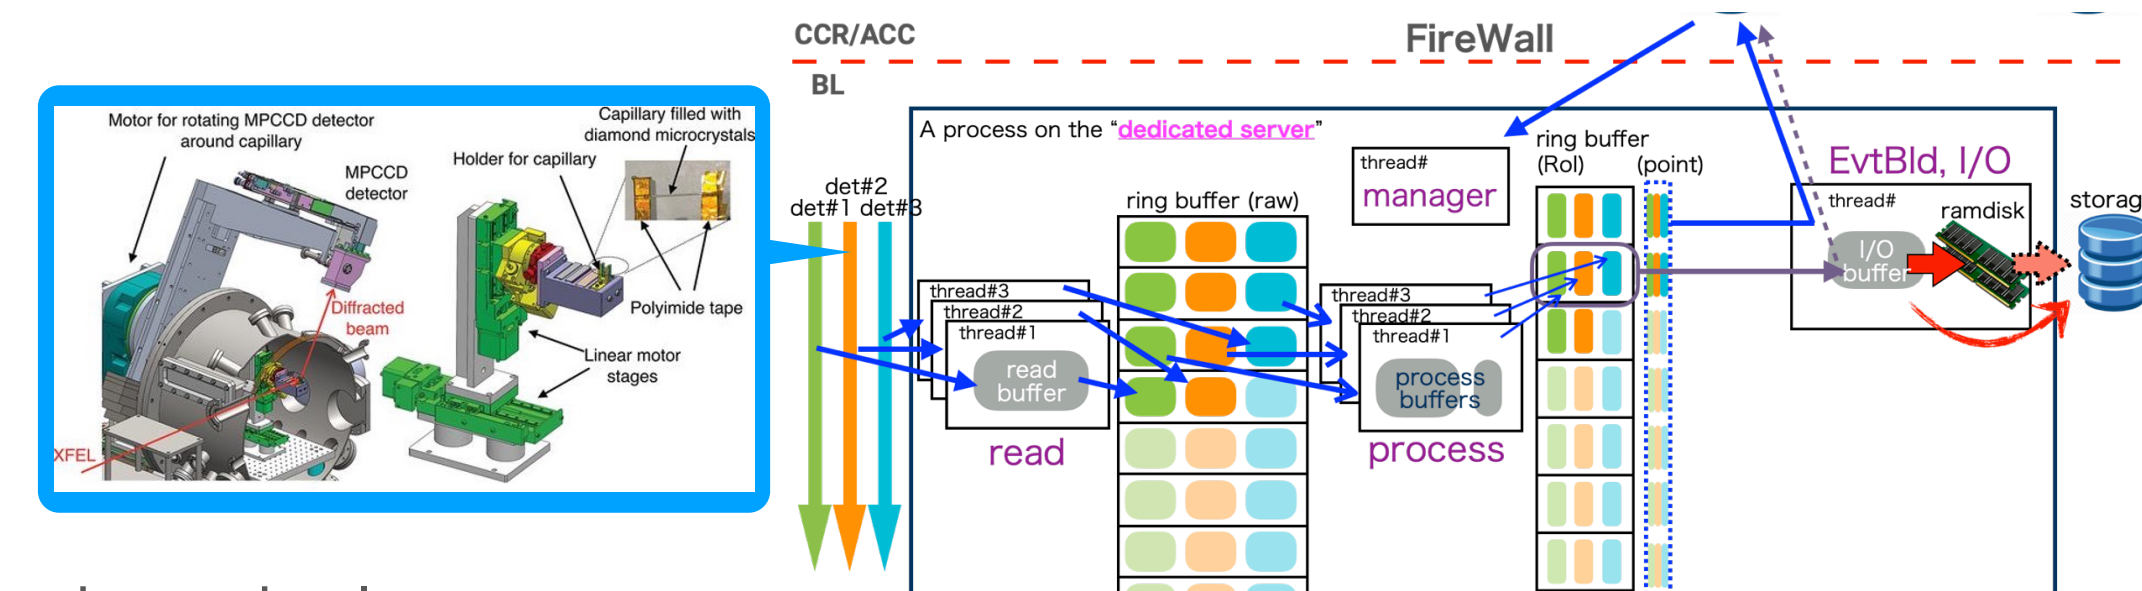 CCR/ACC
FireWall
BL
Motor for rotating MPCCD detector
around capillary
MPCCD
detector
Holder for capillary
Capillary filled with
diamond microcrystals
Diffracted
beam
Polyimide tape
Linear motor
stages
XFEL
det#2
det#1 det#3
A process on the “dedicated server”
thread#3
thread#2
thread#1
read
buffer
read
ring buffer (raw)
thread#
manager
thread#3
thread#2
thread#1
process
buffers
process
ring buffer
(RoI)
(point)
EvtBld, I/O
thread#
ramdisk
I/O
buffer
storag